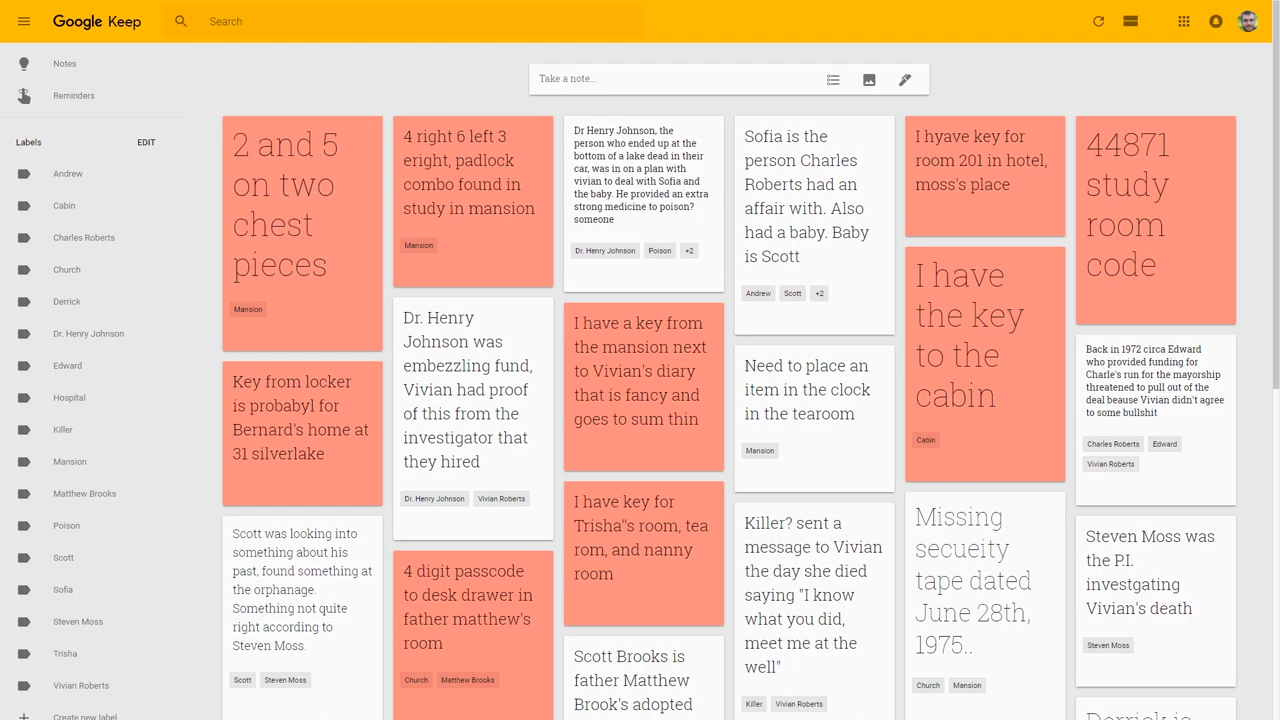 Google Keep
Search
Notes
Reminders
Labels
EDIT
Andrew
Cabin
Charles Roberts
Church
Derrick
Dr. Henry Johnson
Edward
Hospital
Killer
Mansion
Matthew Brooks
Poison
Scott
Sofia
Steven Moss
Trisha
Vivian Roberts
Create new label
Take a note...
2 and 5
on two
chest
pieces
Mansion
Key from locker
is probabyl for
Bernard's home at
31 silverlake
Scott was looking into
something about his
past, found something at
the orphanage.
Something not quite
right according to
Steven Moss.
Scott
Steven Moss
4 right 6 left 3
eright, padlock
combo found in
study in mansion
Mansion
Dr. Henry
Johnson was
embezzling fund,
Vivian had proof
of this from the
investigator that
they hired
Dr. Henry Johnson
Vivian Roberts
4 digit passcode
to desk drawer in
father matthew's
room
Church
Matthew Brooks
Dr Henry Johnson, the
person who ended up at the
bottom of a lake dead in their
car, was in on a plan with
vivian to deal with Sofia and
the baby. He provided an extra
strong medicine to poison?
someone
Dr. Henry Johnson
Poison
+2
I have a key from
the mansion next
to Vivian's diary
that is fancy and
goes to sum thin
I have key for
Trisha"s room, tea
rom, and nanny
room
Scott Brooks is
father Matthew
Brook's adopted
Sofia is the
person Charles
Roberts had an
affair with. Also
had a baby. Baby
is Scott
Andrew
Scott
+2
Need to place an
item in the clock
in the tearoom
Mansion
Killer? sent a
message to Vivian
the day she died
saying "I know
what you did,
meet me at the
well"
Killer
Vivian Roberts
I hyave key for
room 201 in hotel,
moss's place
I have
the key
to the
cabin
Cabin
Missing
secueity
tape dated
June 28th,
1975..
Church
Mansion
44871
study
room
code
Back in 1972 circa Edward
who provided funding for
Charle's run for the mayorship
threatened to pull out of the
deal beause Vivian didn't agree
to some bullshit
Charles Roberts
Edward
Vivian Roberts
Steven Moss was
the P.I.
investgating
Vivian's death
Steven Moss
Derrick is